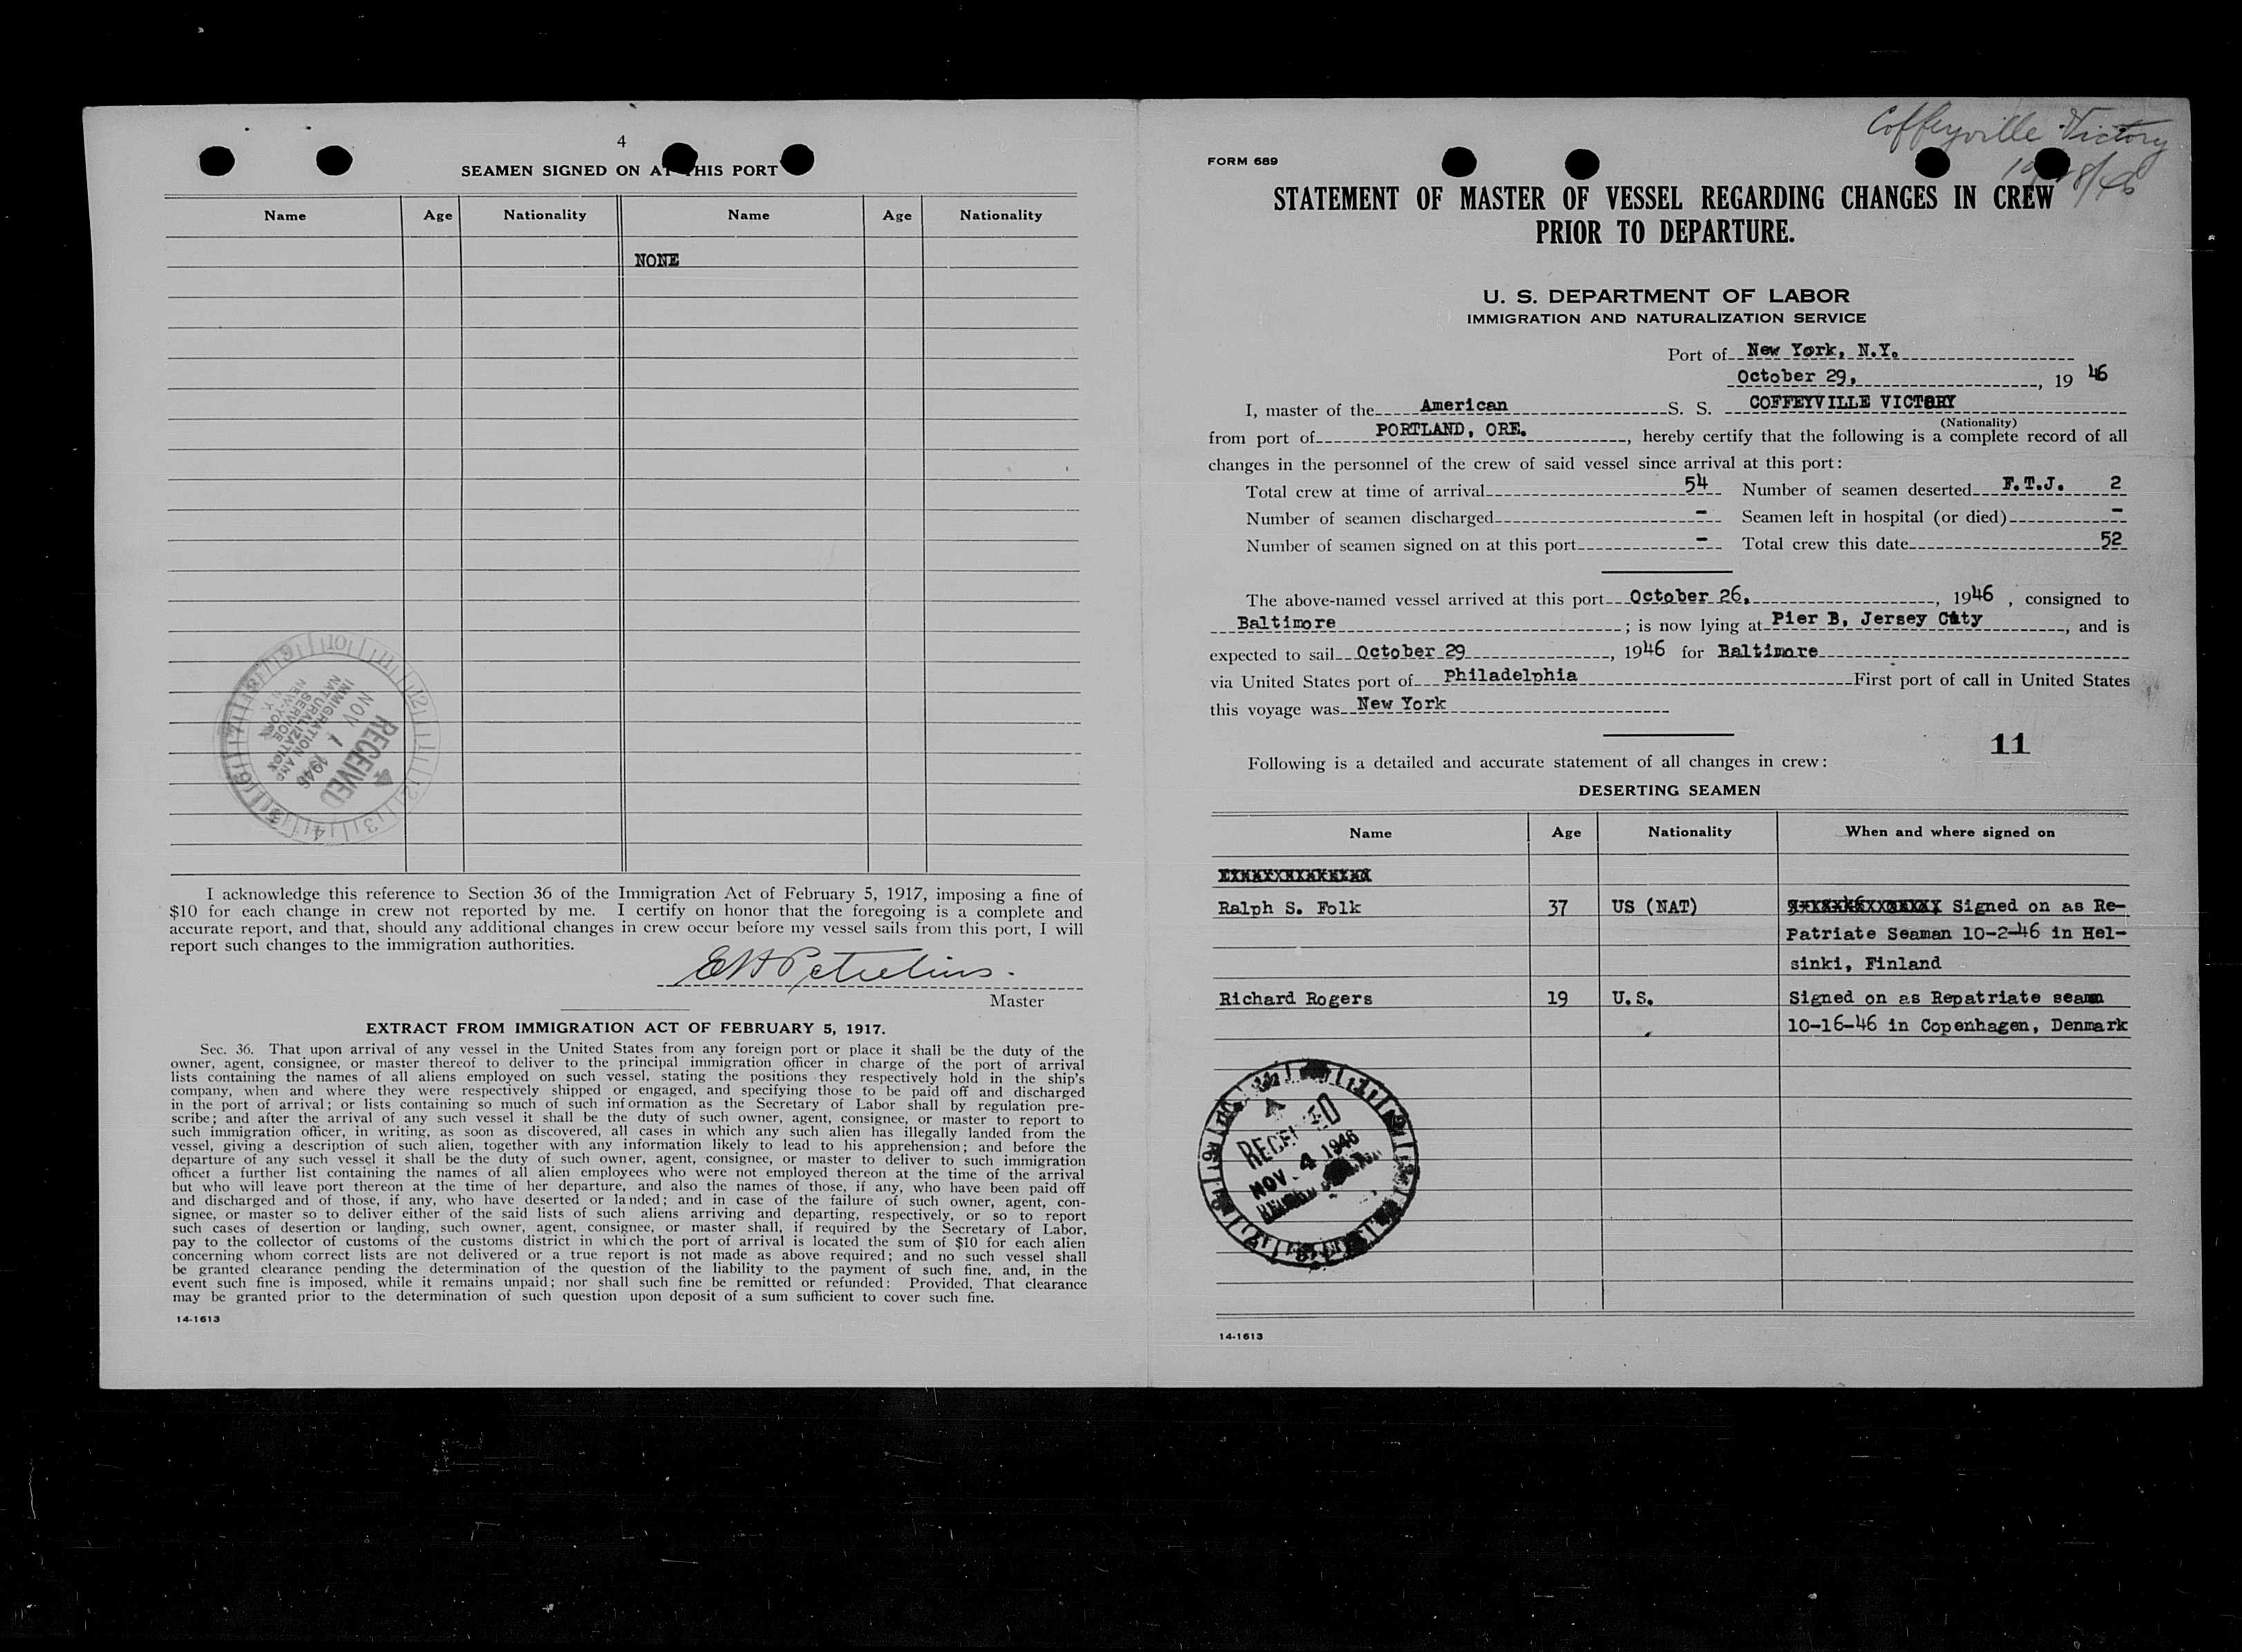 4
SEAMEN SIGNED ON AT THIS PORT
Name Age Nationality Name Age Nationality
NONE
RECEIVED
NOV 1 1946
IMMIGRATION AND
NATURALIZATION
SERVICE
NEW YORK
N. Y.
I acknowledge this reference to Section 36 of the Immigration Act of February 5, 1917, imposing a fine of
$10 for each change in crew not reported by me. I certify on honor that the foregoing is a complete and
accurate report, and that, should any additional changes in crew occur before my vessel sails from this port, I will
report such changes to the immigration authorities.
Master
EXTRACT FROM IMMIGRATION ACT OF FEBRUARY 5, 1917.
Sec. 36. That upon arrival of any vessel in the United States from any foreign port or place it shall be the duty of the
owner, agent, consignee, or master thereof to deliver to the principal immigration officer in charge of the port of arrival
lists containing the names of all aliens employed on such vessel, stating the positions they respectively hold in the ship's
company, when and where they were respectively shipped or engaged, and specifying those to be paid off and discharged
in the port of arrival; or lists containing so much of such information as the Secretary of Labor shall by regulation pre-
scribe; and after the arrival of any such vessel it shall be the duty of such owner, agent, consignee, or master to report to
such immigration officer, in writing, as soon as discovered, all cases in which any such alien has illegally landed from the
vessel, giving a description of such alien, together with any information likely to lead to his apprehension; and before the
departure of any such vessel it shall be the duty of such owner, agent, consignee, or master to deliver to such immigration
officer a further list containing the names of all alien employees who were not employed thereon at the time of the arrival
but who will leave port thereon at the time of her departure, and also the names of those, if any, who have been paid off
and discharged and of those, if any, who have deserted or landed; and in case of the failure of such owner, agent, con-
signee, or master so to deliver either of the said lists of such aliens arriving and departing, respectively, or so to report
such cases of desertion or landing, such owner, agent, consignee, or master shall, if required by the Secretary of Labor,
pay to the collector of customs of the customs district in which the port of arrival is located the sum of $10 for each alien
concerning whom correct lists are not delivered or a true report is not made as above required; and no such vessel shall
be granted clearance pending the determination of the question of the liability to the payment of such fine, and, in the
event such fine is imposed, while it remains unpaid; nor shall such fine be remitted or refunded: Provided, That clearance
may be granted prior to the determination of such question upon deposit of a sum sufficient to cover such fine.
14-1613
Coffeyville Victory
FORM 689
STATEMENT OF MASTER OF VESSEL REGARDING CHANGES IN CREW
PRIOR TO DEPARTURE.
U. S. DEPARTMENT OF LABOR
IMMIGRATION AND NATURALIZATION SERVICE
Port of New York, N.Y.
October 29, , 19 46
I, master of the American S. S. COFFEYVILLE VICTORY
(Nationality)
from port of PORTLAND, ORE. , hereby certify that the following is a complete record of all
changes in the personnel of the crew of said vessel since arrival at this port:
Total crew at time of arrival 54 Number of seamen deserted F.T.J. 2
Number of seamen discharged - Seamen left in hospital (or died) -
Number of seamen signed on at this port - Total crew this date 52
The above-named vessel arrived at this port October 26, , 1946 , consigned to
Baltimore ; is now lying at Pier B, Jersey City , and is
expected to sail October 29 , 1946 for Baltimore
via United States port of Philadelphia First port of call in United States
this voyage was New York
11
Following is a detailed and accurate statement of all changes in crew:
DESERTING SEAMEN
Name Age Nationality When and where signed on
Ralph S. Folk 37 US (NAT) Signed on as Re-
Patriate Seaman 10-2-46 in Hel-
sinki, Finland
Richard Rogers 19 U.S. Signed on as Repatriate seamn
10-16-46 in Copenhagen, Denmark
RECEIVED
NOV 4 1946
14-1613